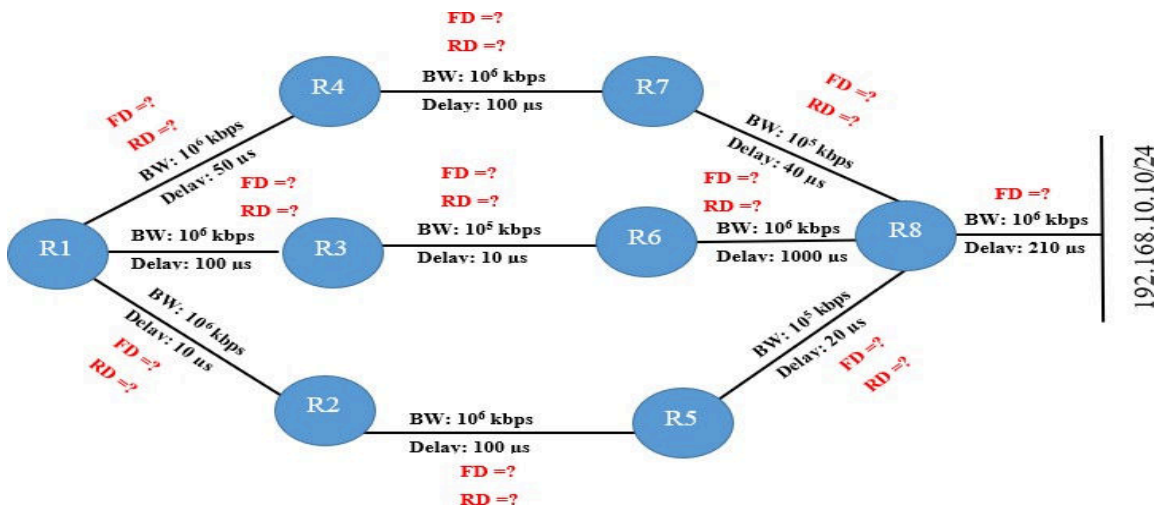 FD =?
RD =?
R4
BW: 10⁶ kbps
Delay: 100 µs
R7
FD =?
RD =?
BW: 10⁶ kbps
Delay: 50 µs
FD =?
RD =?
BW: 10⁵ kbps
Delay: 40 µs
R1
FD =?
RD =?
BW: 10⁶ kbps
Delay: 100 µs
R3
FD =?
RD =?
BW: 10⁵ kbps
Delay: 10 µs
R6
FD =?
RD =?
BW: 10⁶ kbps
Delay: 1000 µs
R8
FD =?
BW: 10⁶ kbps
Delay: 210 µs
192.168.10.10/24
BW: 10⁶ kbps
Delay: 10 µs
FD =?
RD =?
R2
BW: 10⁶ kbps
Delay: 100 µs
FD =?
RD =?
R5
BW: 10⁵ kbps
Delay: 20 µs
FD =?
RD =?